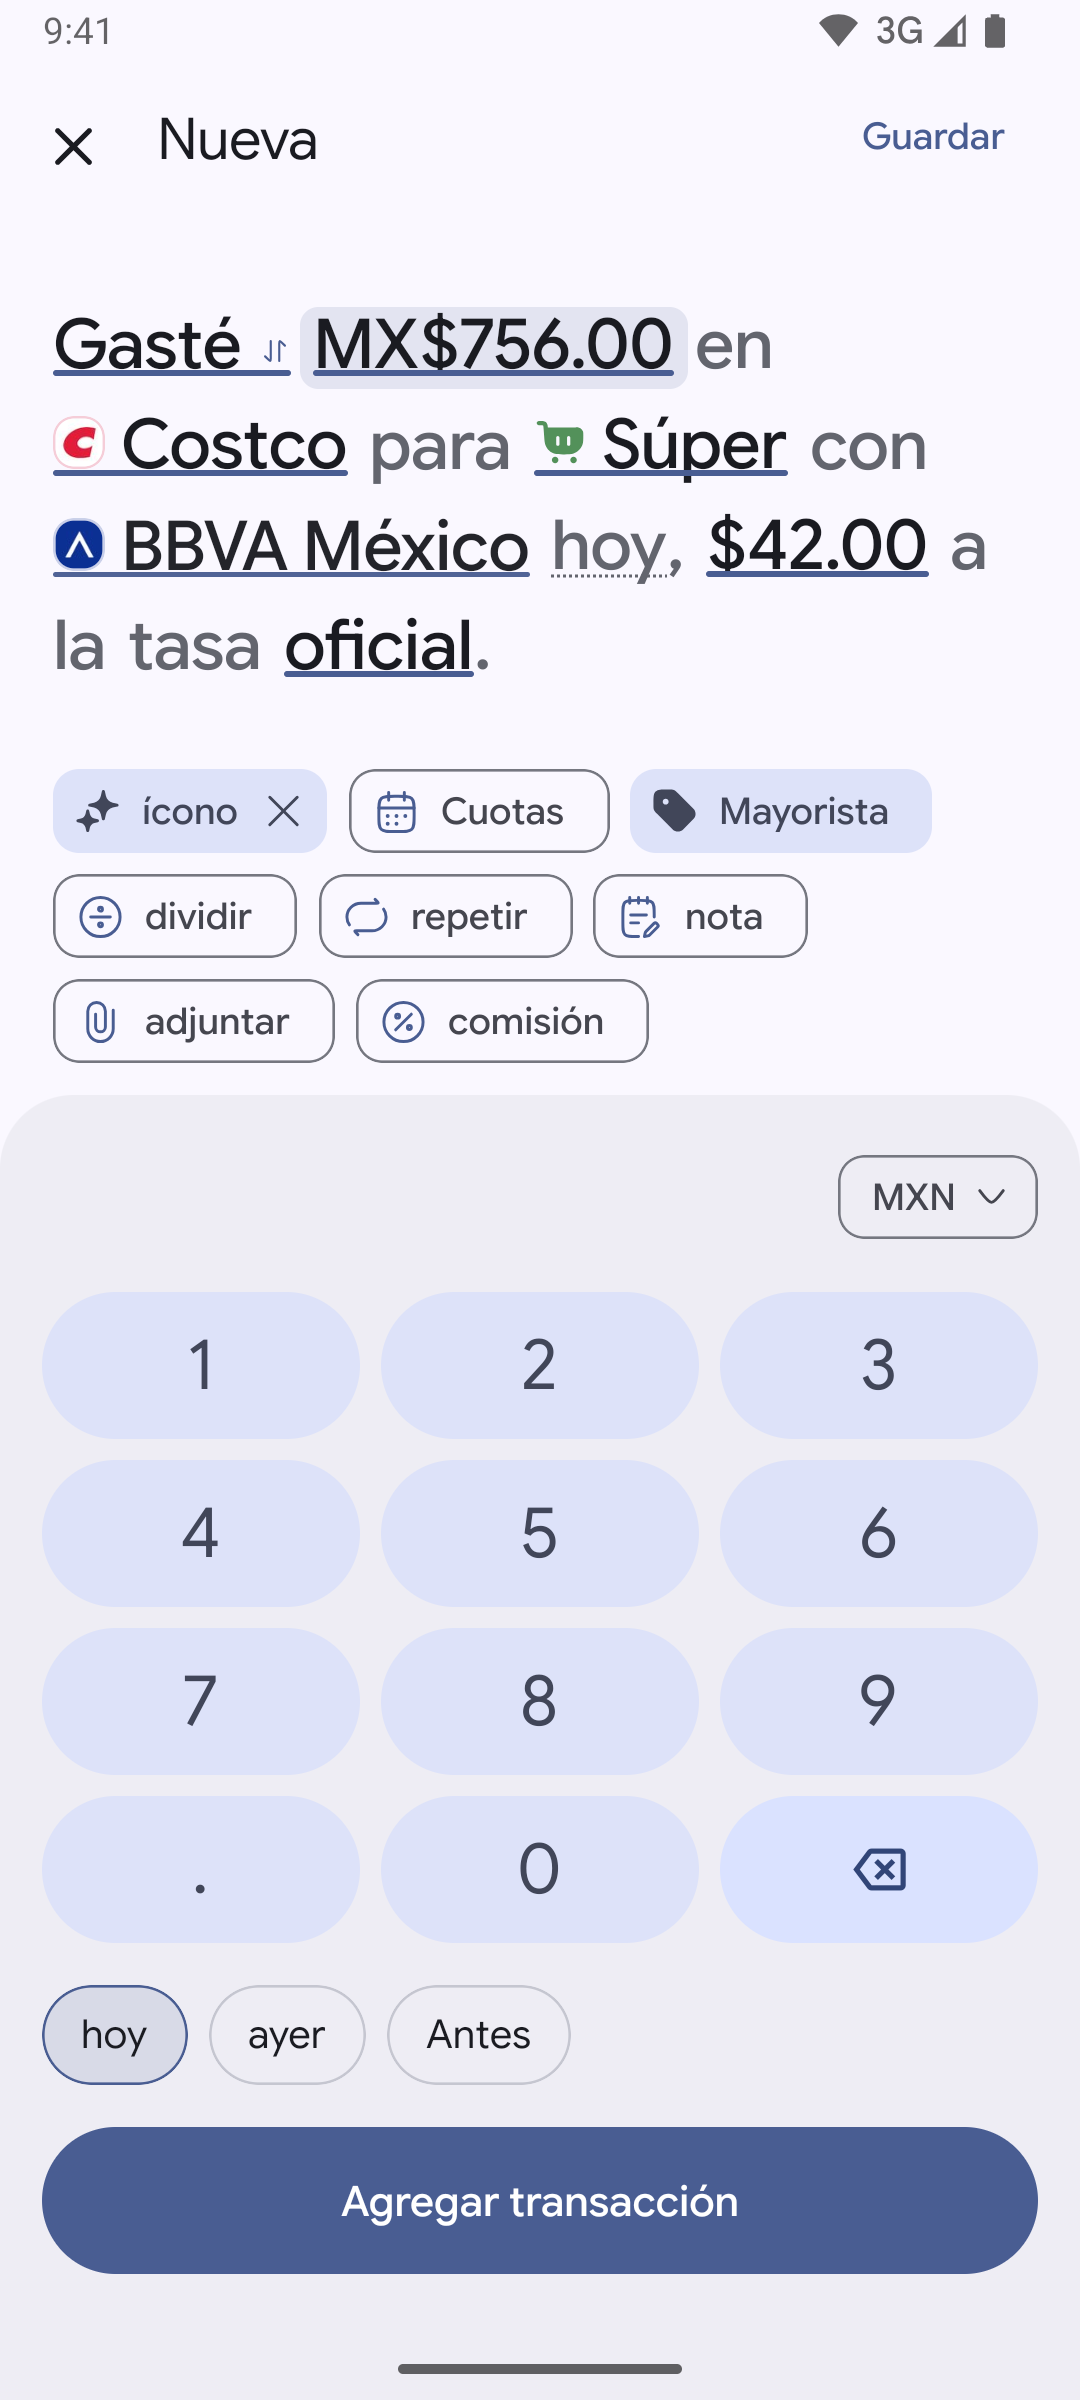 9:41
3G
Nueva
Guardar
Gasté MX$756.00 en
Costco para Súper con
BBVA México hoy, $42.00 a
la tasa oficial.
ícono
Cuotas
Mayorista
dividir
repetir
nota
adjuntar
comisión
MXN
1
2
3
4
5
6
7
8
9
.
0
hoy
ayer
Antes
Agregar transacción